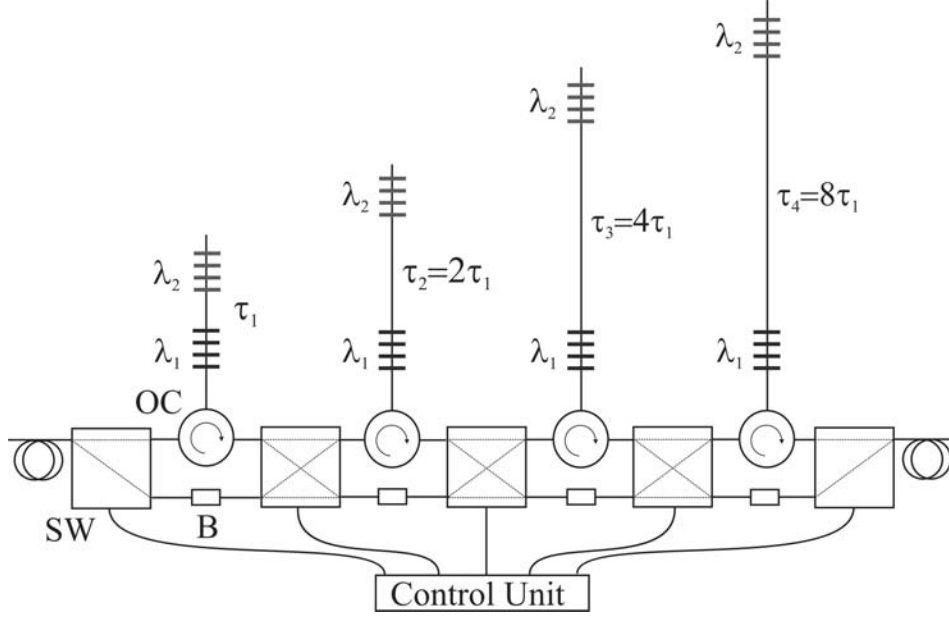 λ₂
λ₂
λ₂
λ₂
τ₄=8τ₁
τ₃=4τ₁
τ₂=2τ₁
τ₁
λ₁
λ₁
λ₁
λ₁
OC
SW
B
Control Unit